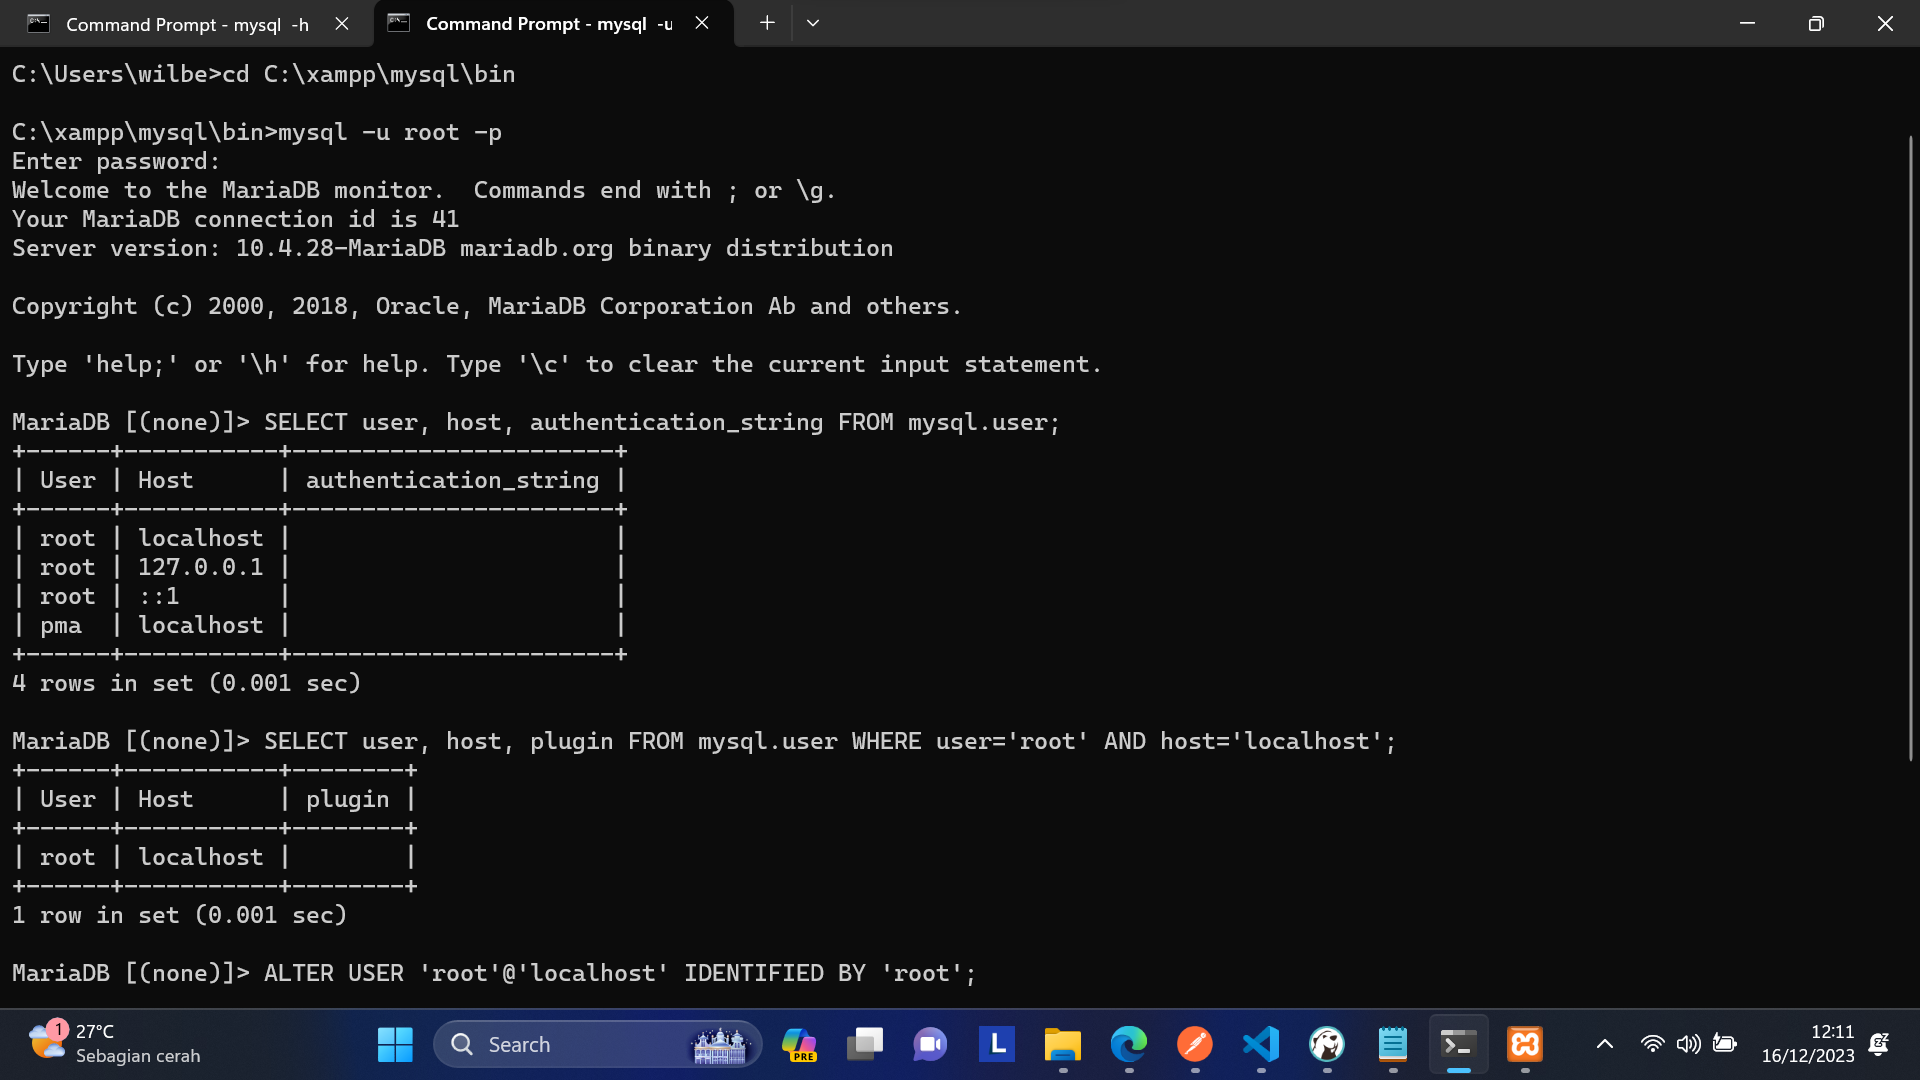 Command Prompt - mysql  -h
Command Prompt - mysql  -u
C:\Users\wilbe>cd C:\xampp\mysql\bin
C:\xampp\mysql\bin>mysql -u root -p
Enter password:
Welcome to the MariaDB monitor.  Commands end with ; or \g.
Your MariaDB connection id is 41
Server version: 10.4.28-MariaDB mariadb.org binary distribution
Copyright (c) 2000, 2018, Oracle, MariaDB Corporation Ab and others.
Type 'help;' or '\h' for help. Type '\c' to clear the current input statement.
MariaDB [(none)]> SELECT user, host, authentication_string FROM mysql.user;
+------+-----------+-----------------------+
| User | Host      | authentication_string |
+------+-----------+-----------------------+
| root | localhost |                       |
| root | 127.0.0.1 |                       |
| root | ::1       |                       |
| pma  | localhost |                       |
+------+-----------+-----------------------+
4 rows in set (0.001 sec)
MariaDB [(none)]> SELECT user, host, plugin FROM mysql.user WHERE user='root' AND host='localhost';
+------+-----------+--------+
| User | Host      | plugin |
+------+-----------+--------+
| root | localhost |        |
+------+-----------+--------+
1 row in set (0.001 sec)
MariaDB [(none)]> ALTER USER 'root'@'localhost' IDENTIFIED BY 'root';
1
27°C
Sebagian cerah
Search
PRE
L
12:11
16/12/2023